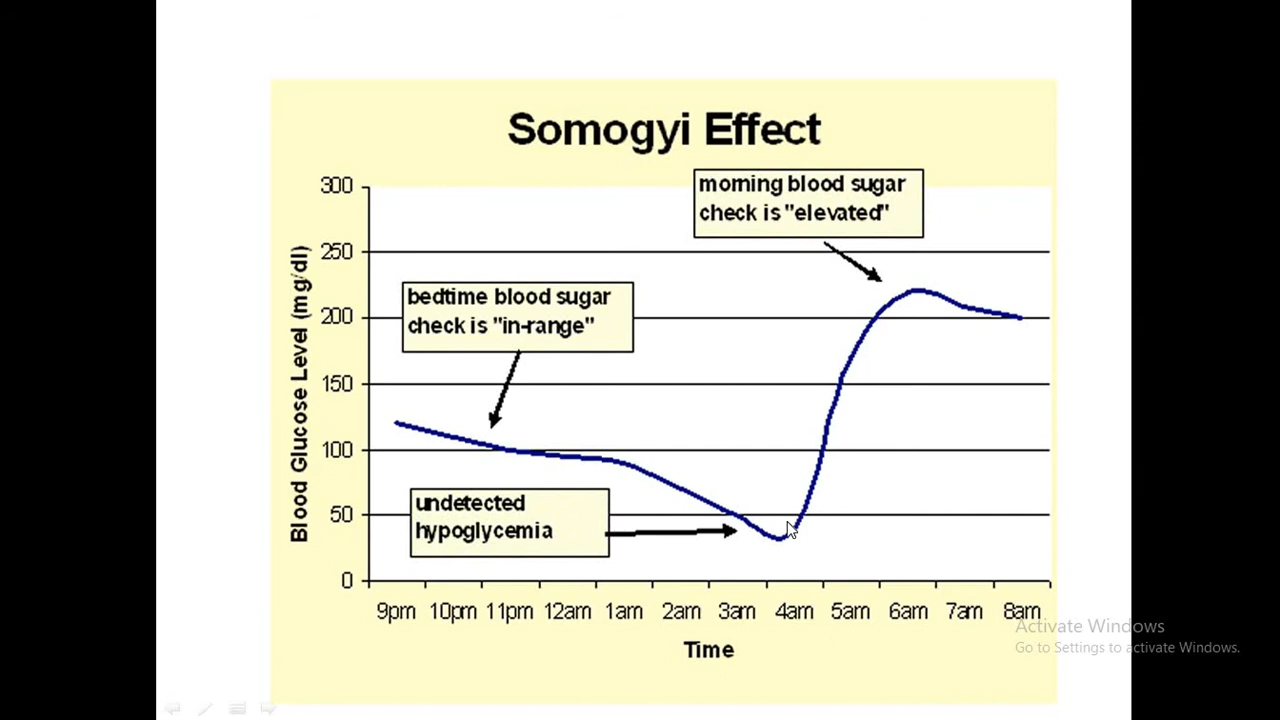 Somogyi Effect
morning blood sugar
check is "elevated"
bedtime blood sugar
check is "in-range"
undetected
hypoglycemia
Blood Glucose Level (mg/dl)
300
250
200
150
100
50
0
9pm 10pm 11pm 12am 1am 2am 3am 4am 5am 6am 7am 8am
Time
Activate Windows
Go to Settings to activate Windows.